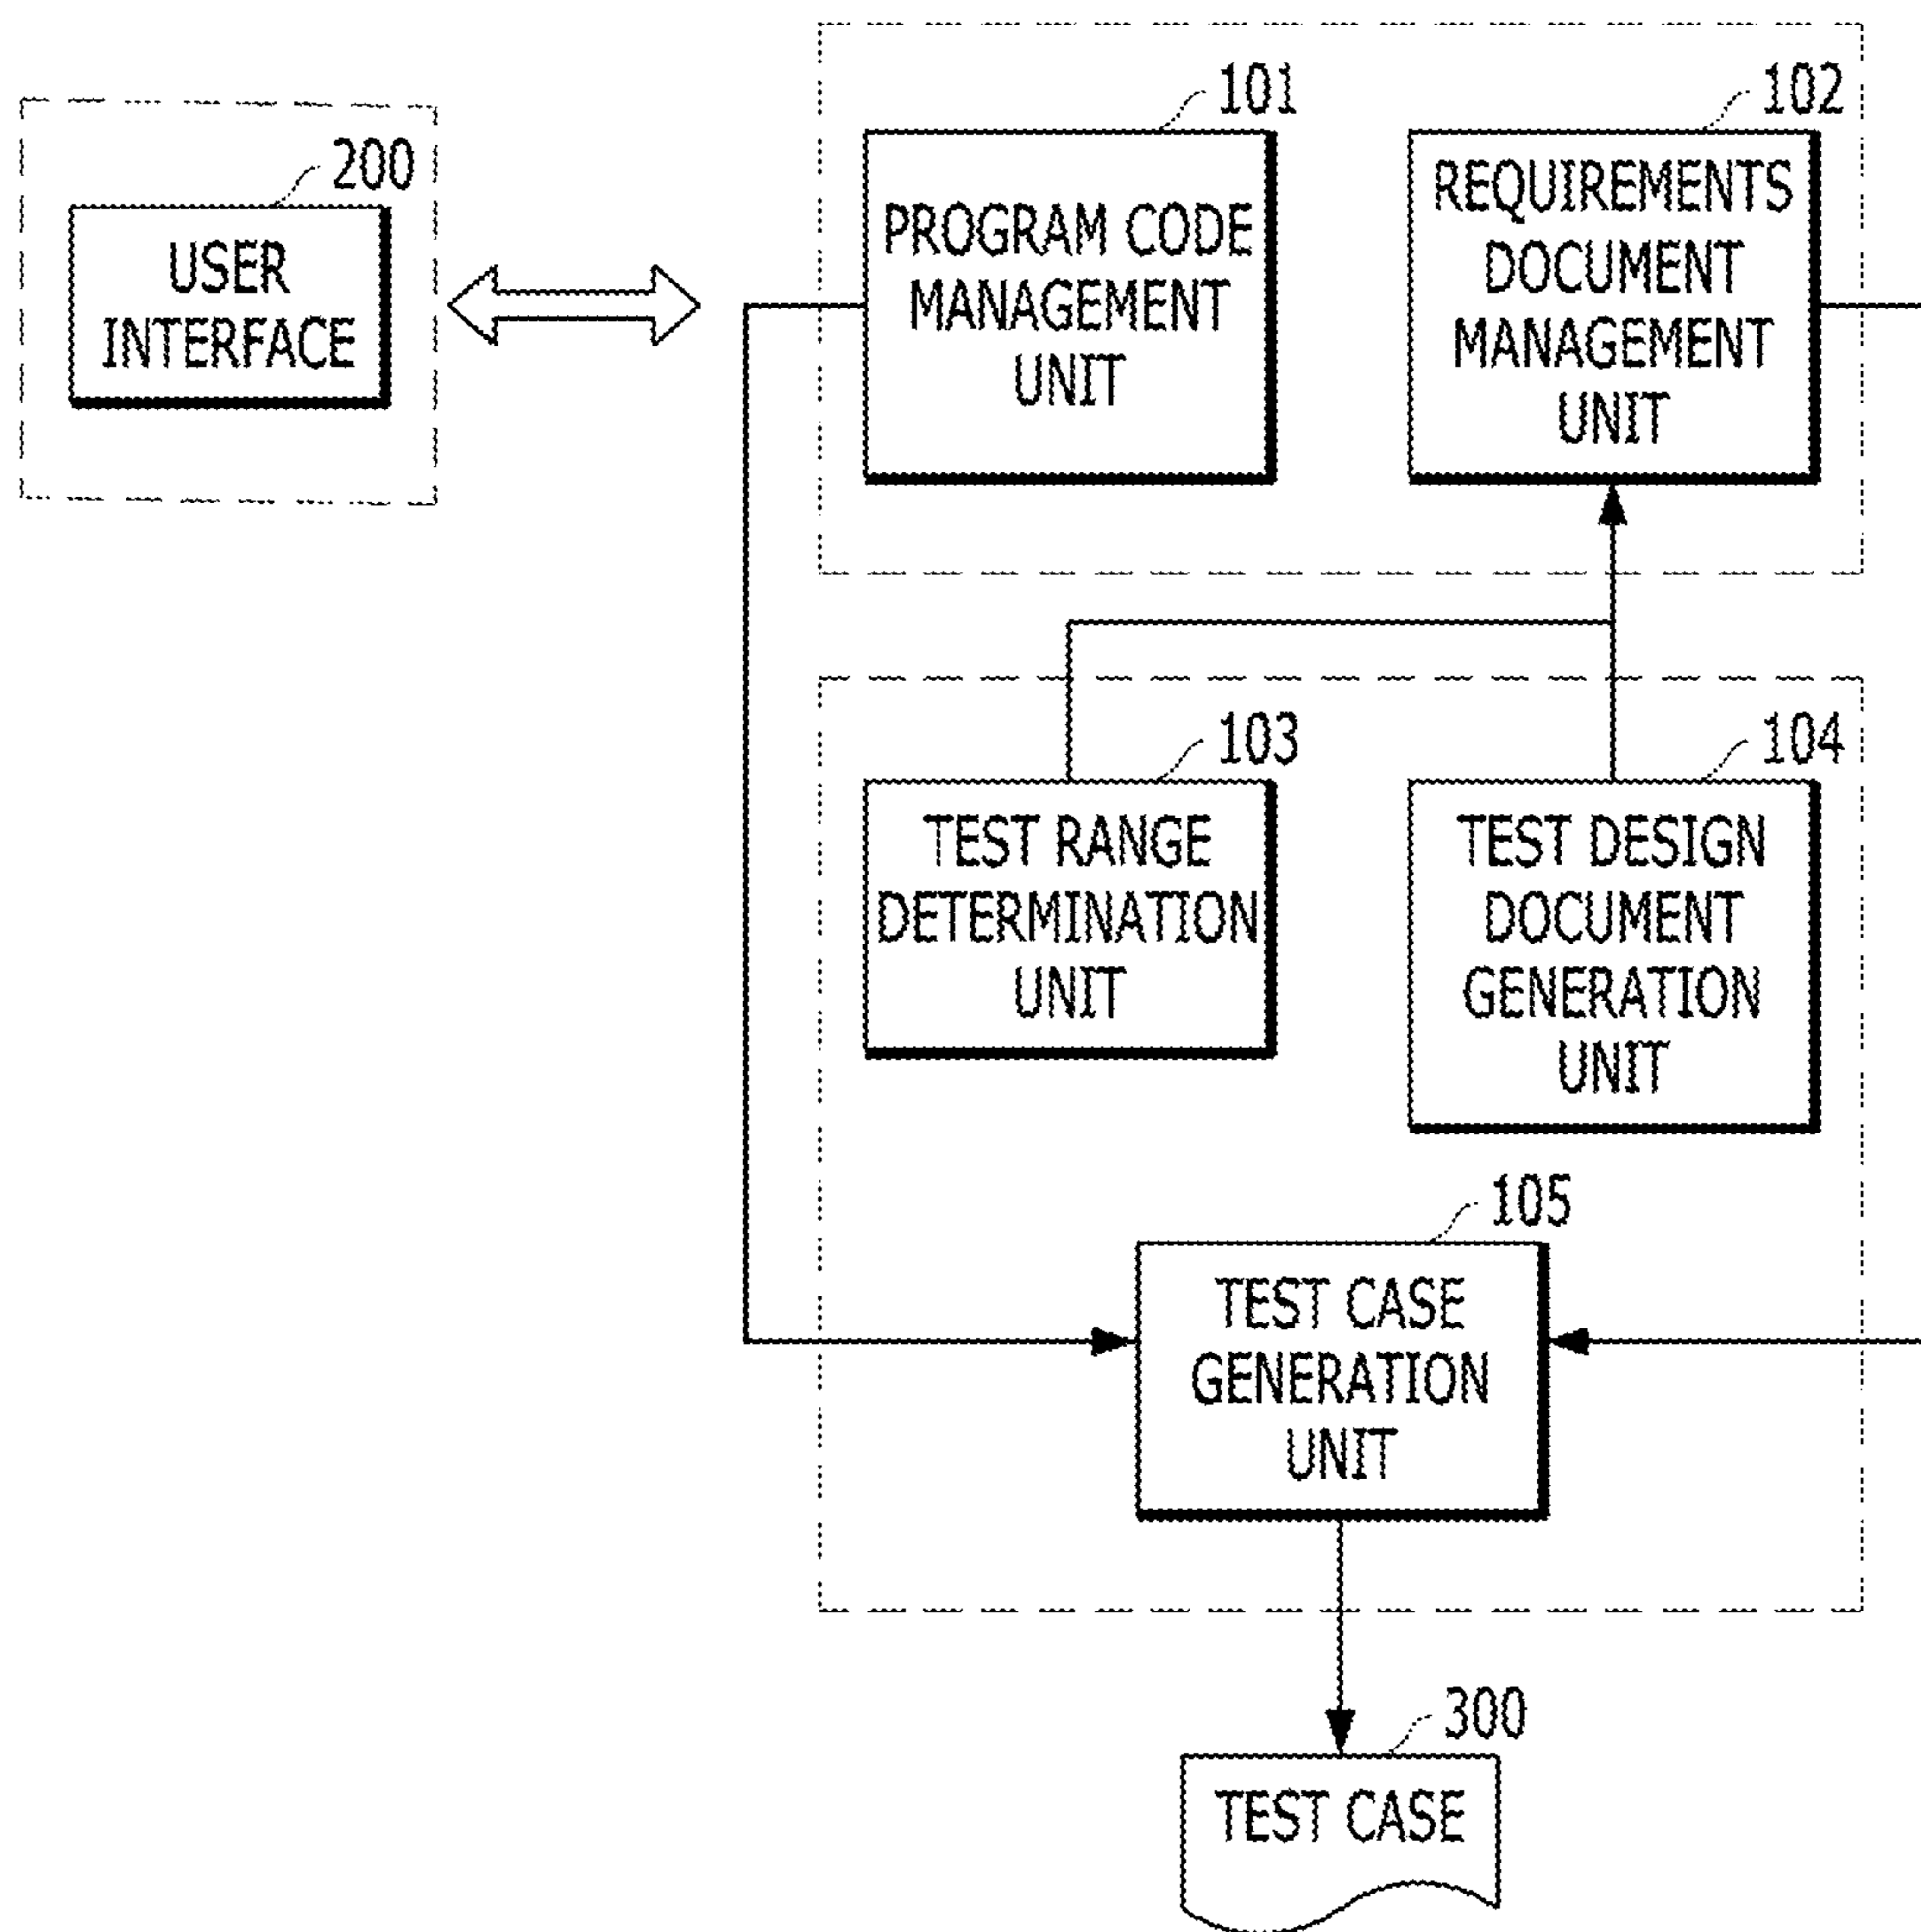 200
USER
INTERFACE
101
PROGRAM CODE
MANAGEMENT
UNIT
102
REQUIREMENTS
DOCUMENT
MANAGEMENT
UNIT
103
TEST RANGE
DETERMINATION
UNIT
104
TEST DESIGN
DOCUMENT
GENERATION
UNIT
105
TEST CASE
GENERATION
UNIT
300
TEST CASE